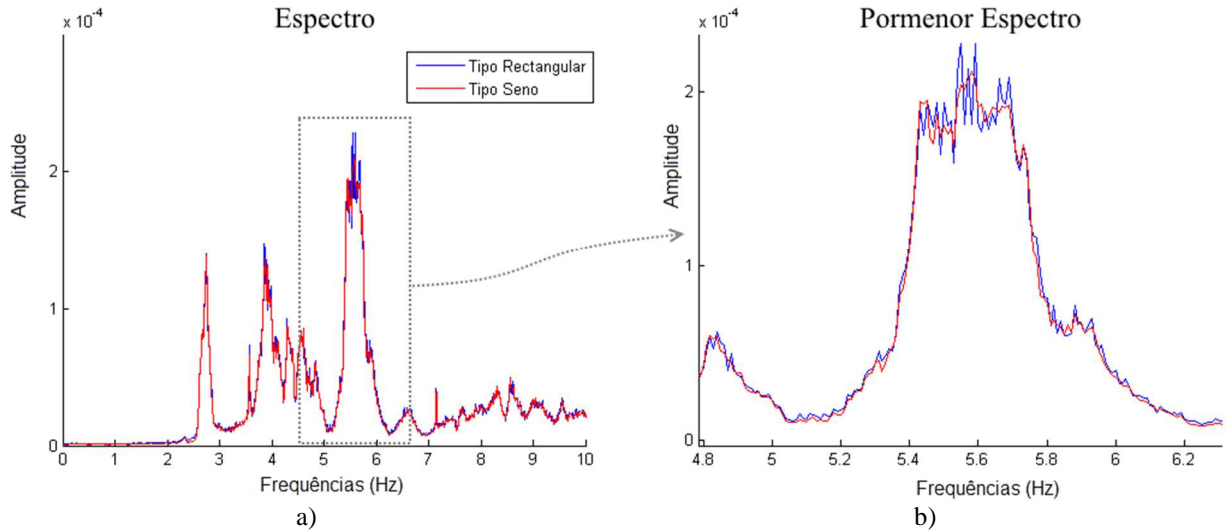 Espectro
x 10-4
Tipo Rectangular
Tipo Seno
2
1
0
Amplitude
0 1 2 3 4 5 6 7 8 9 10
Frequências (Hz)
a)
Pormenor Espectro
x 10-4
2
1
0
Amplitude
4.8 5 5.2 5.4 5.6 5.8 6 6.2
Frequências (Hz)
b)